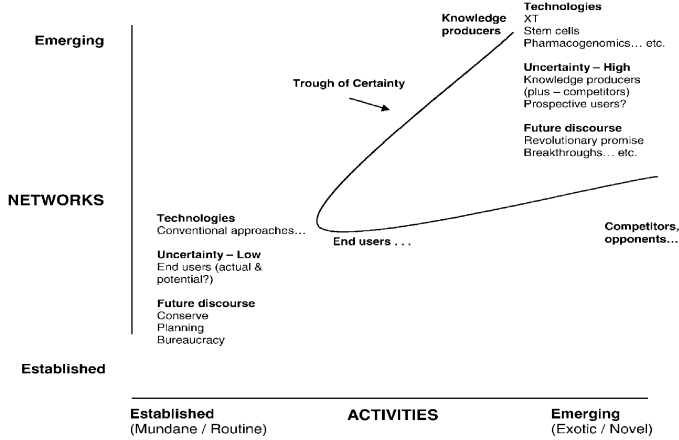 Emerging
NETWORKS
Established
Knowledge
producers
Trough of Certainty
Technologies
XT
Stem cells
Pharmacogenomics… etc.
Uncertainty – High
Knowledge producers
(plus – competitors)
Prospective users?
Future discourse
Revolutionary promise
Breakthroughs… etc.
Technologies
Conventional approaches…
Uncertainty – Low
End users (actual &
potential?)
Future discourse
Conserve
Planning
Bureaucracy
End users . . .
Competitors,
opponents…
Established
(Mundane / Routine)
ACTIVITIES
Emerging
(Exotic / Novel)